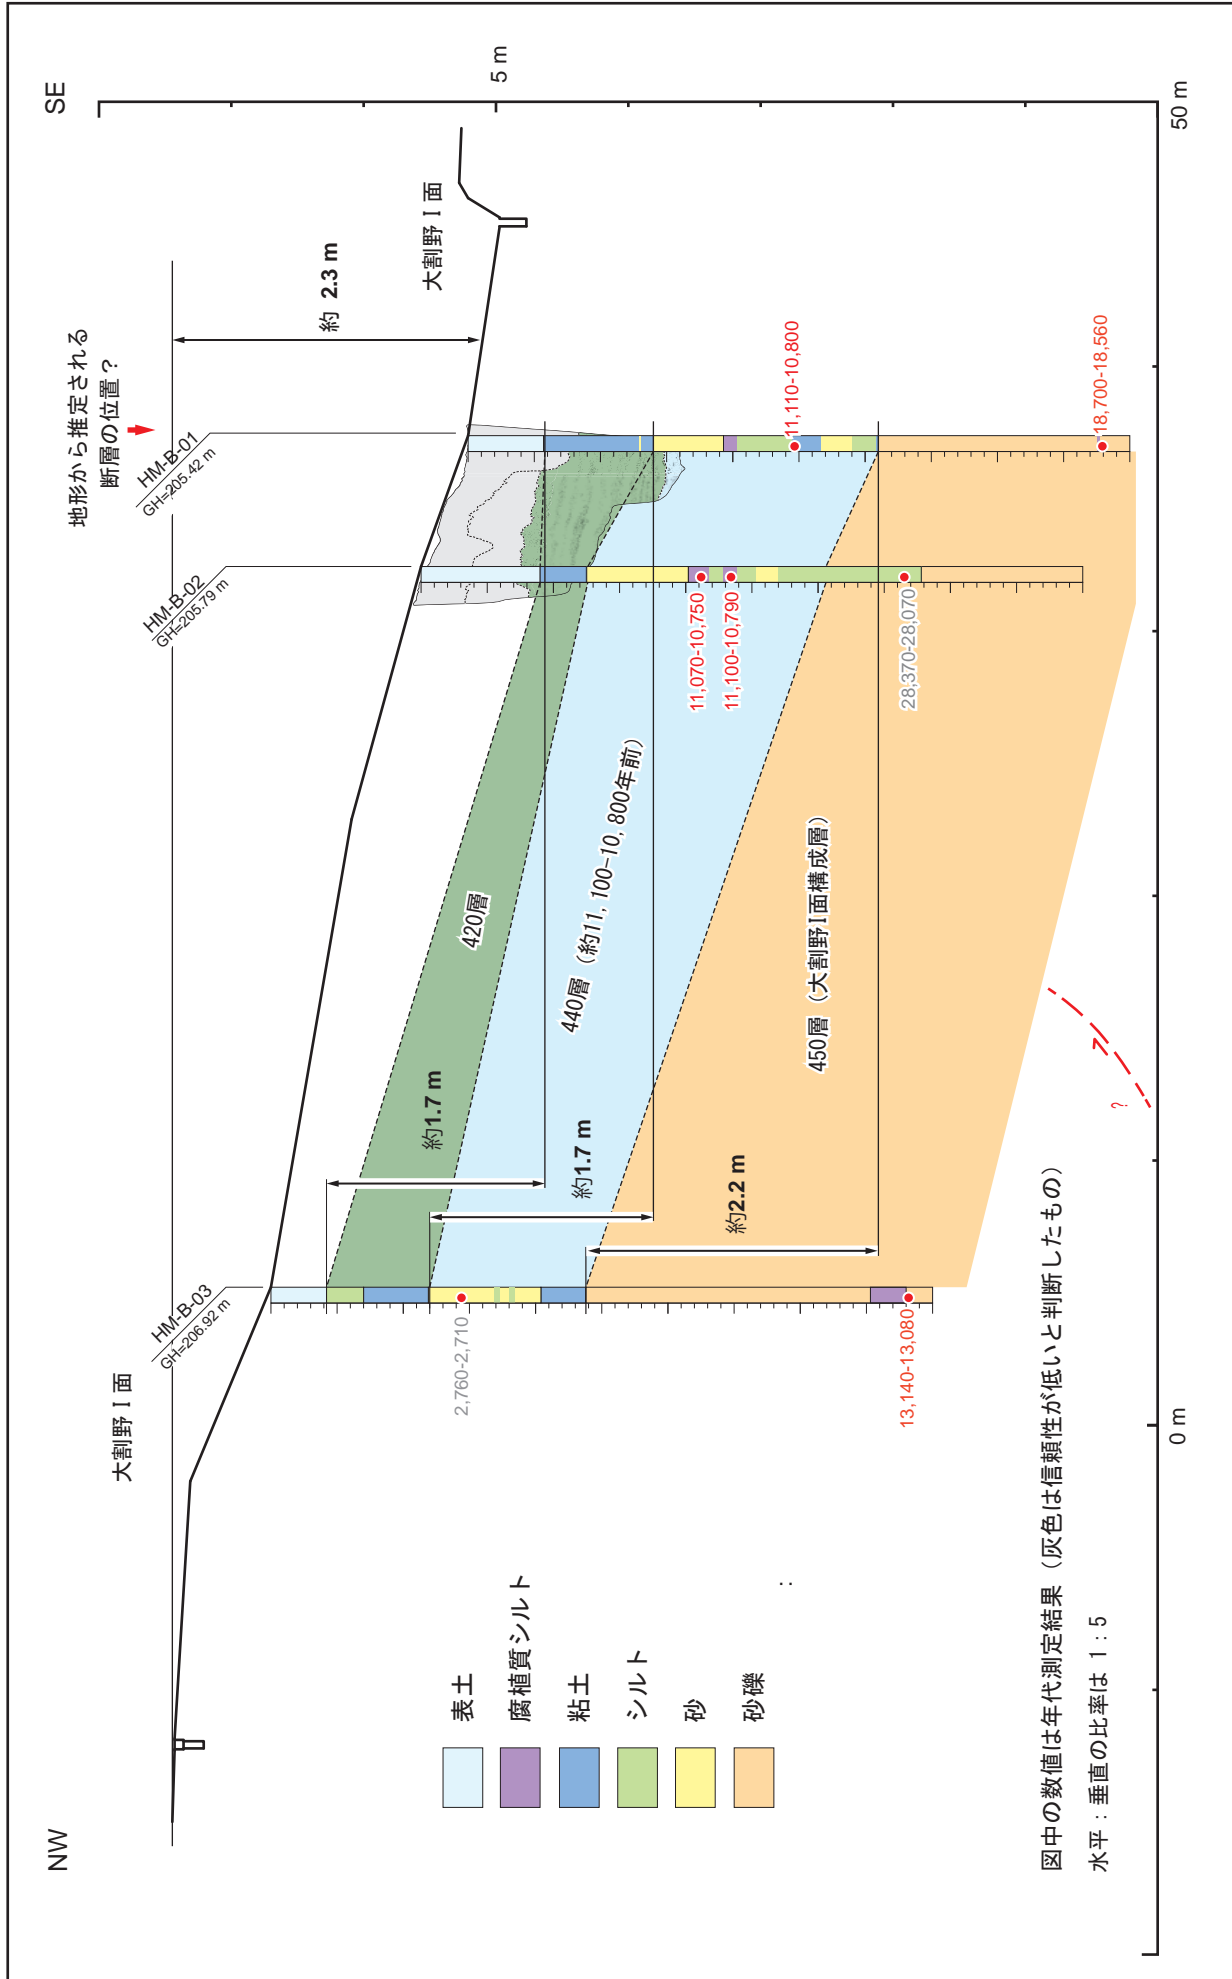 NW
SE
大割野Ⅰ面
地形から推定される
断層の位置？
HM-B-03
GH=206.92 m
HM-B-02
GH=205.79 m
HM-B-01
GH=205.42 m
約 2.3 m
大割野Ⅰ面
5 m
420層
約1.7 m
440層（約11,100-10,800年前）
約1.7 m
450層（大割野Ⅰ面構成層）
約2.2 m
2,760-2,710
13,140-13,080
11,070-10,750
11,100-10,790
28,370-28,070
11,110-10,800
18,700-18,560
?
表土
腐植質シルト
粘土
シルト
砂
砂礫
:
図中の数値は年代測定結果（灰色は信頼性が低いと判断したもの）
水平：垂直の比率は 1：5
0 m
50 m